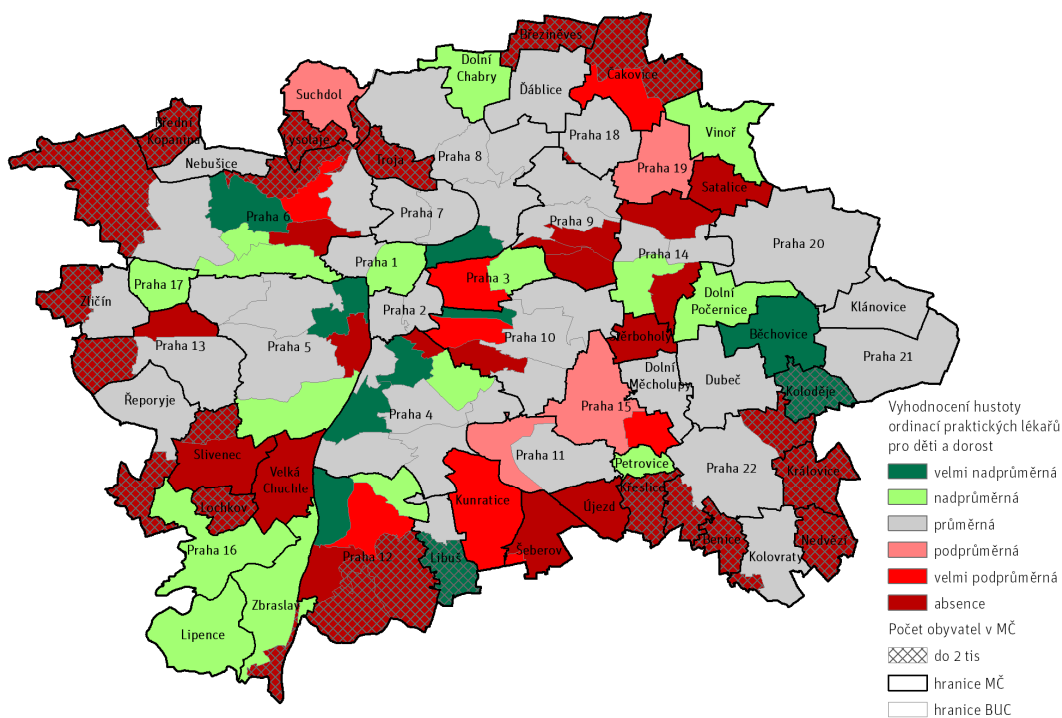 Březiněves
Dolní
Chabry
Čakovice
Ďáblice
Suchdol
Vinoř
Praha 18
Přední
Kopanina
Lysolaje
Nebušice
Troja
Praha 8
Praha 19
Satalice
Praha 6
Praha 7
Praha 9
Praha 20
Praha 1
Praha 14
Praha 17
Praha 3
Dolní
Počernice
Zličín
Praha 2
Klánovice
Běchovice
Štěrboholy
Praha 13
Praha 5
Praha 10
Praha 21
Dolní
Měcholupy
Dubeč
Koloděje
Řeporyje
Praha 4
Praha 15
Slivenec
Velká
Chuchle
Praha 11
Petrovice
Praha 22
Královice
Lochkov
Kunratice
Křeslice
Újezd
Praha 16
Praha 12
Libuš
Šeberov
Benice
Nedvězí
Kolovraty
Zbraslav
Lipence
Vyhodnocení hustoty
ordinací praktických lékařů
pro děti a dorost
velmi nadprůměrná
nadprůměrná
průměrná
podprůměrná
velmi podprůměrná
absence
Počet obyvatel v MČ
do 2 tis
hranice MČ
hranice BUC